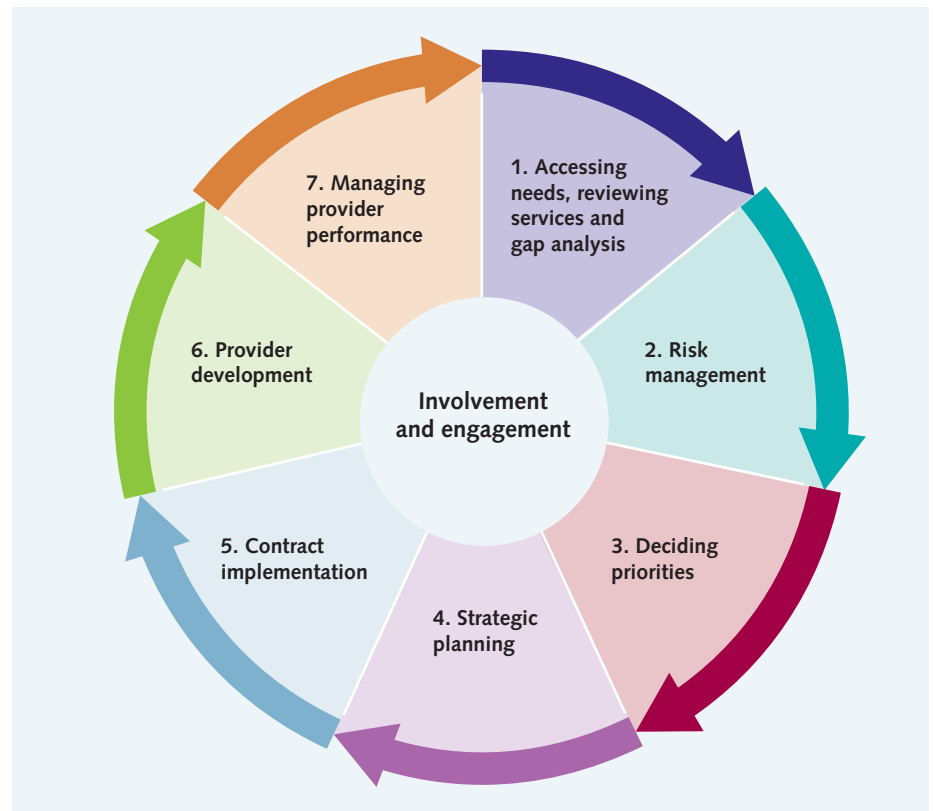 1. Accessing
needs, reviewing
services and
gap analysis
2. Risk
management
3. Deciding
priorities
4. Strategic
planning
5. Contract
implementation
6. Provider
development
7. Managing
provider
performance
Involvement
and engagement